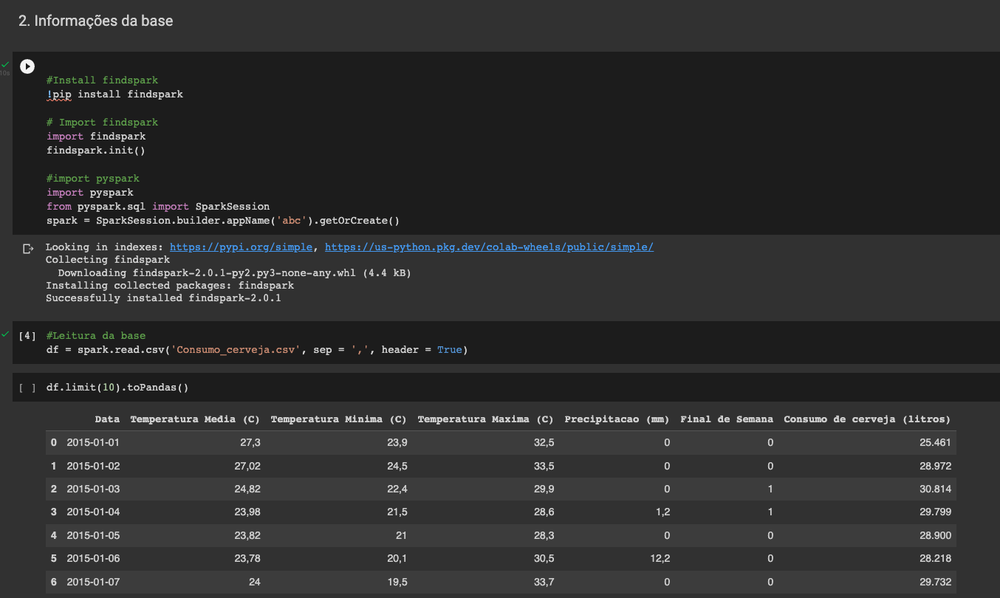 2. Informações da base
10s
#Install findspark
!pip install findspark
# Import findspark
import findspark
findspark.init()
#import pyspark
import pyspark
from pyspark.sql import SparkSession
spark = SparkSession.builder.appName('abc').getOrCreate()
Looking in indexes: https://pypi.org/simple, https://us-python.pkg.dev/colab-wheels/public/simple/
Collecting findspark
Downloading findspark-2.0.1-py2.py3-none-any.whl (4.4 kB)
Installing collected packages: findspark
Successfully installed findspark-2.0.1
[4] #Leitura da base
df = spark.read.csv('Consumo_cerveja.csv', sep = ',', header = True)
[ ] df.limit(10).toPandas()
Data Temperatura Media (C) Temperatura Minima (C) Temperatura Maxima (C) Precipitacao (mm) Final de Semana Consumo de cerveja (litros)
0 2015-01-01 27,3 23,9 32,5 0 0 25.461
1 2015-01-02 27,02 24,5 33,5 0 0 28.972
2 2015-01-03 24,82 22,4 29,9 0 1 30.814
3 2015-01-04 23,98 21,5 28,6 1,2 1 29.799
4 2015-01-05 23,82 21 28,3 0 0 28.900
5 2015-01-06 23,78 20,1 30,5 12,2 0 28.218
6 2015-01-07 24 19,5 33,7 0 0 29.732